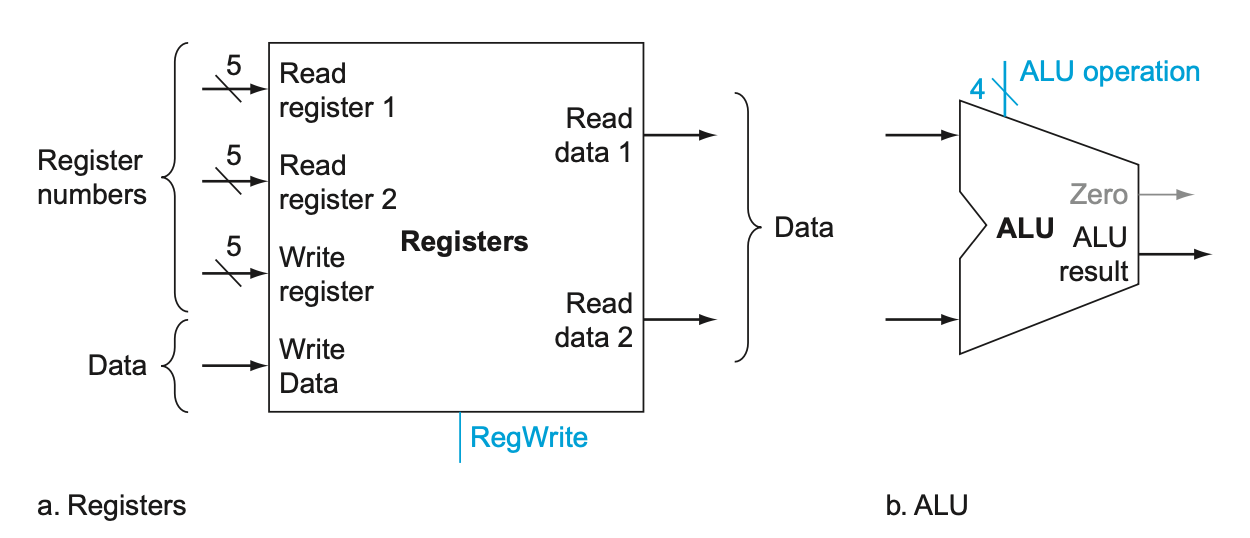 Register
numbers
Data
5
Read
register 1
5
Read
register 2
5
Write
register
Write
Data
Registers
Read
data 1
Read
data 2
RegWrite
Data
a. Registers
4
ALU operation
Zero
ALU
ALU
result
b. ALU